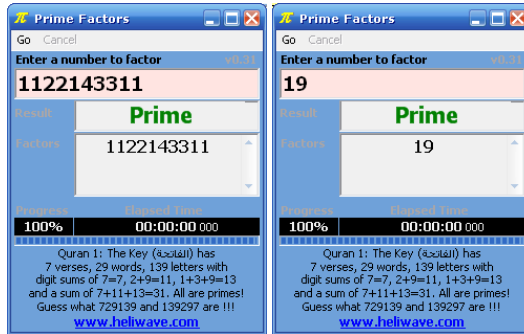 Prime Factors
Go Cancel
Enter a number to factor v0.31
1122143311
Result Prime
Factors 1122143311
Progress Elapsed Time
100% 00:00:00 000
Quran 1: The Key (الفاتحة) has
7 verses, 29 words, 139 letters with
digit sums of 7=7, 2+9=11, 1+3+9=13
and a sum of 7+11+13=31. All are primes!
Guess what 729139 and 139297 are !!!
www.heliwave.com
Prime Factors
Go Cancel
Enter a number to factor v0.31
19
Result Prime
Factors 19
Progress Elapsed Time
100% 00:00:00 000
Quran 1: The Key (الفاتحة) has
7 verses, 29 words, 139 letters with
digit sums of 7=7, 2+9=11, 1+3+9=13
and a sum of 7+11+13=31. All are primes!
Guess what 729139 and 139297 are !!!
www.heliwave.com